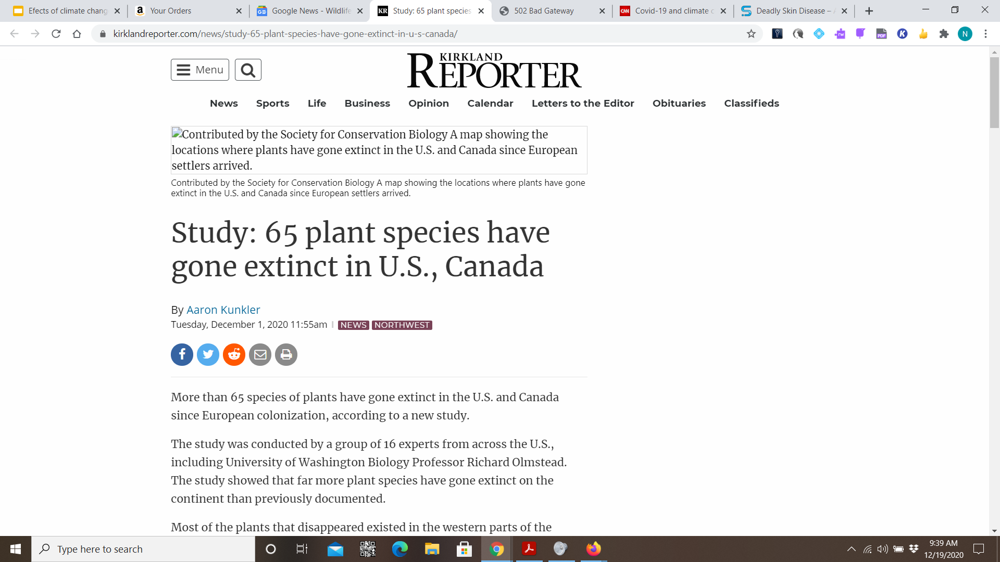 Effects of climate chang
Your Orders
Google News - Wildlife
KR
Study: 65 plant species
502 Bad Gateway
CNN
Covid-19 and climate c
Deadly Skin Disease –
kirklandreporter.com/news/study-65-plant-species-have-gone-extinct-in-u-s-canada/
rw
PDF
K
N
Menu
KIRKLAND
REPORTER
News Sports Life Business Opinion Calendar Letters to the Editor Obituaries Classifieds
Contributed by the Society for Conservation Biology A map showing the
locations where plants have gone extinct in the U.S. and Canada since European
settlers arrived.
Contributed by the Society for Conservation Biology A map showing the locations where plants have gone
extinct in the U.S. and Canada since European settlers arrived.
Study: 65 plant species have
gone extinct in U.S., Canada
By Aaron Kunkler
Tuesday, December 1, 2020 11:55am | NEWS NORTHWEST
More than 65 species of plants have gone extinct in the U.S. and Canada
since European colonization, according to a new study.
The study was conducted by a group of 16 experts from across the U.S.,
including University of Washington Biology Professor Richard Olmstead.
The study showed that far more plant species have gone extinct on the
continent than previously documented.
Most of the plants that disappeared existed in the western parts of the
Type here to search
9:39 AM
12/19/2020